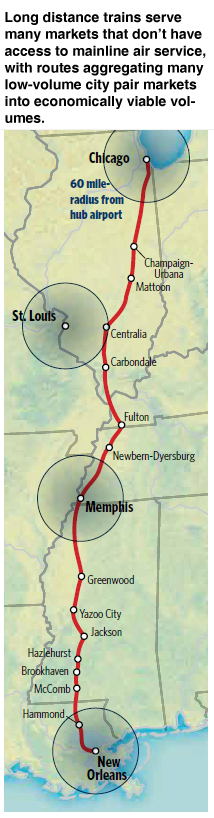 Long distance trains serve
many markets that don't have
access to mainline air service,
with routes aggregating many
low-volume city pair markets
into economically viable vol-
umes.
Chicago
60 mile-
radius from
hub airport
Champaign-
Urbana
Mattoon
St. Louis
Centralia
Carbondale
Fulton
Newbern-Dyersburg
Memphis
Greenwood
Yazoo City
Jackson
Hazlehurst
Brookhaven
McComb
Hammond
New
Orleans